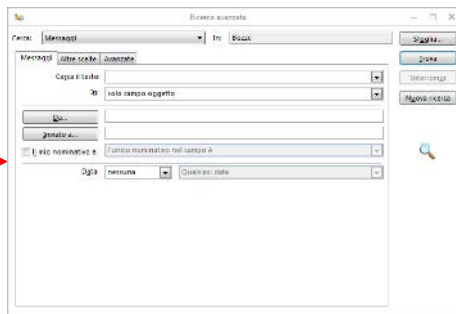 Ricerca avanzata
Cerca: Messaggi In: Bozze Sfoglia...
Messaggi Altre scelte Avanzate Trova
Cerca il testo: Interrompi
In: solo campo oggetto Nuova ricerca
Da...
Inviato a...
Il mio nominativo è l'unico nominativo nel campo A
Data nessuna Qualsiasi data